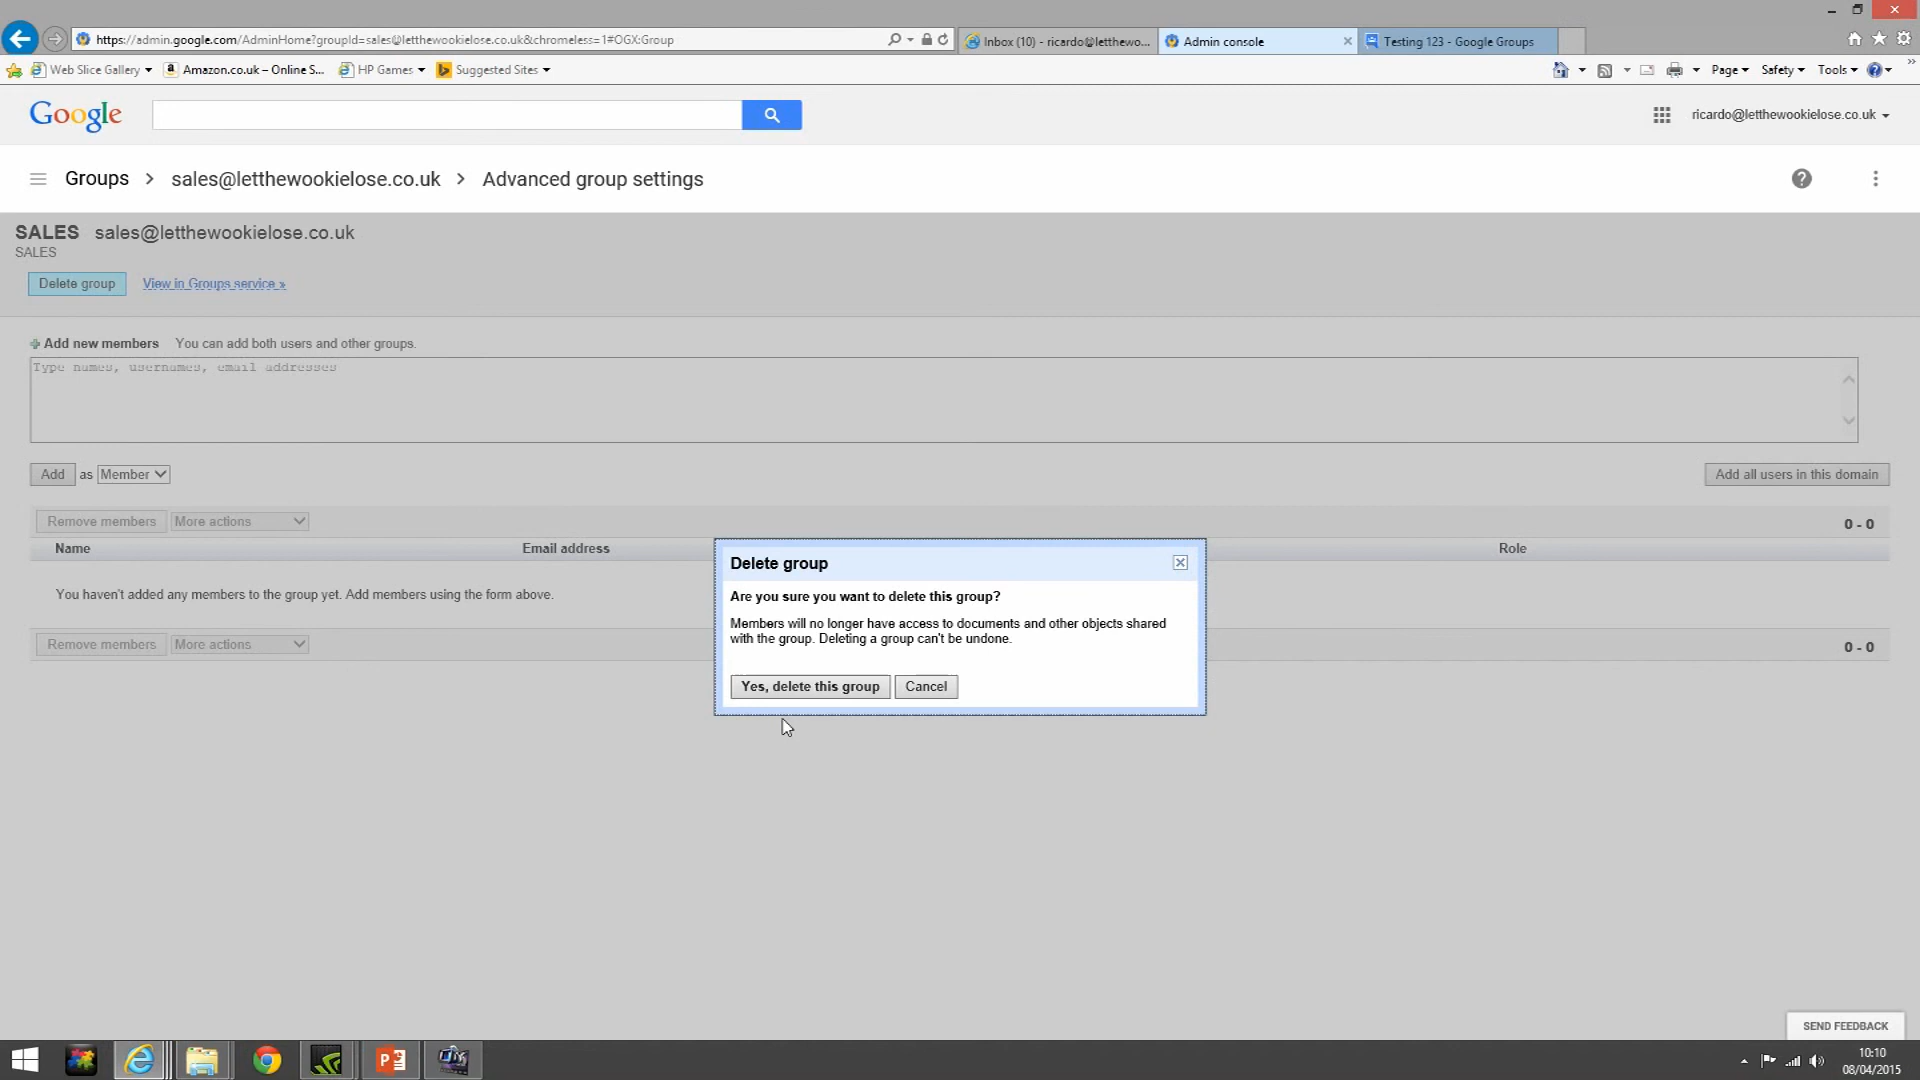 https://admin.google.com/AdminHome?groupId=sales@letthewookielose.co.uk&chromeless=1#OGX:Group
Inbox (10) - ricardo@letthewo...
Admin console
Testing 123 - Google Groups
Web Slice Gallery
Amazon.co.uk – Online S...
HP Games
Suggested Sites
Page
Safety
Tools
Google
ricardo@letthewookielose.co.uk
Groups > sales@letthewookielose.co.uk > Advanced group settings
SALES sales@letthewookielose.co.uk
SALES
Delete group
View in Groups service »
Add new members You can add both users and other groups.
Type names, usernames, email addresses
Add as Member
Add all users in this domain
Remove members More actions 0 - 0
Name Email address Role
You haven't added any members to the group yet. Add members using the form above.
Remove members More actions 0 - 0
Delete group
Are you sure you want to delete this group?
Members will no longer have access to documents and other objects shared
with the group. Deleting a group can't be undone.
Yes, delete this group Cancel
SEND FEEDBACK
10:10
08/04/2015